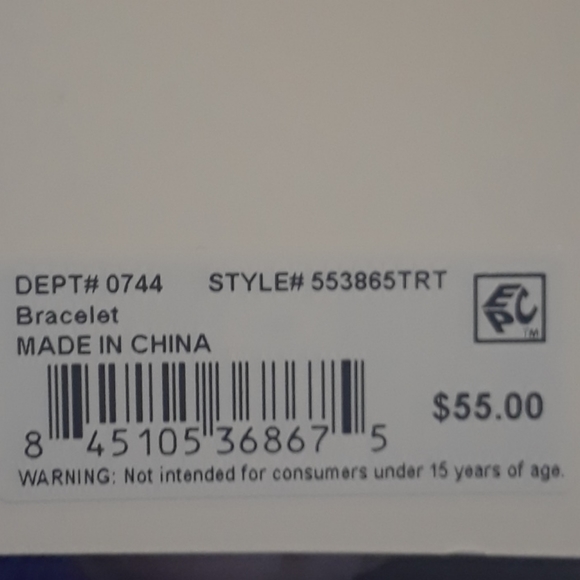 DEPT# 0744 STYLE# 553865TRT
Bracelet
EPC
TM
MADE IN CHINA
$55.00
8 45105 36867 5
WARNING: Not intended for consumers under 15 years of age.